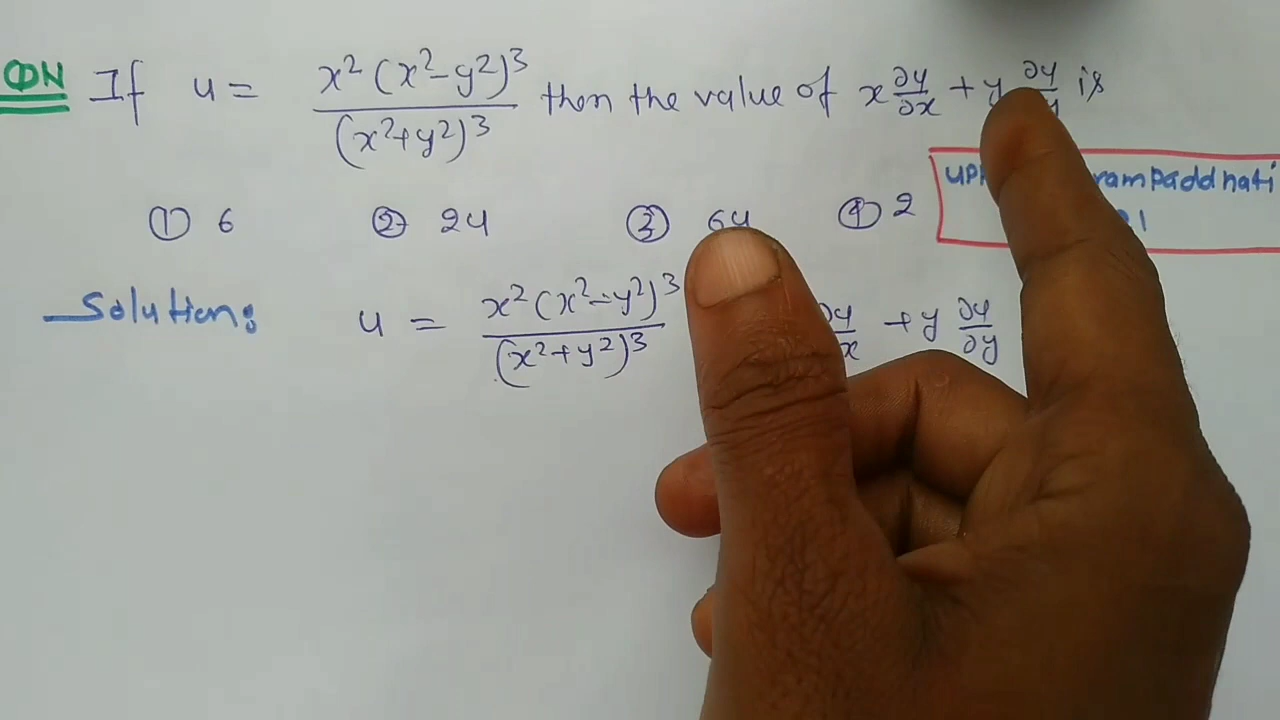 QN If u = x²(x²-y²)³ / (x²+y²)³ then the value of x ∂u/∂x + y ∂u/ is
① 6 ② 24 ③ 64 ④ 2
Solution: u = x²(x²-y²)³ / (x²+y²)³ + y ∂u/∂y